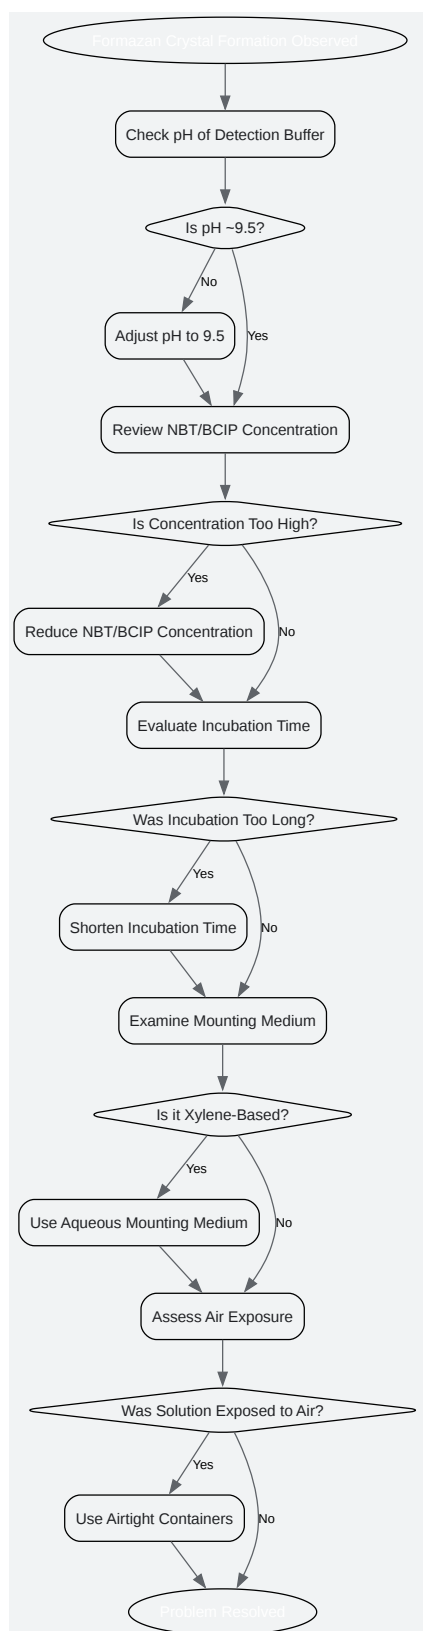 Formazan Crystal Formation Observed
Check pH of Detection Buffer
Is pH ~9.5?
No
Adjust pH to 9.5
Yes
Review NBT/BCIP Concentration
Is Concentration Too High?
Yes
Reduce NBT/BCIP Concentration
No
Evaluate Incubation Time
Was Incubation Too Long?
Yes
Shorten Incubation Time
No
Examine Mounting Medium
Is it Xylene-Based?
Yes
Use Aqueous Mounting Medium
No
Assess Air Exposure
Was Solution Exposed to Air?
Yes
Use Airtight Containers
No
Problem Resolved